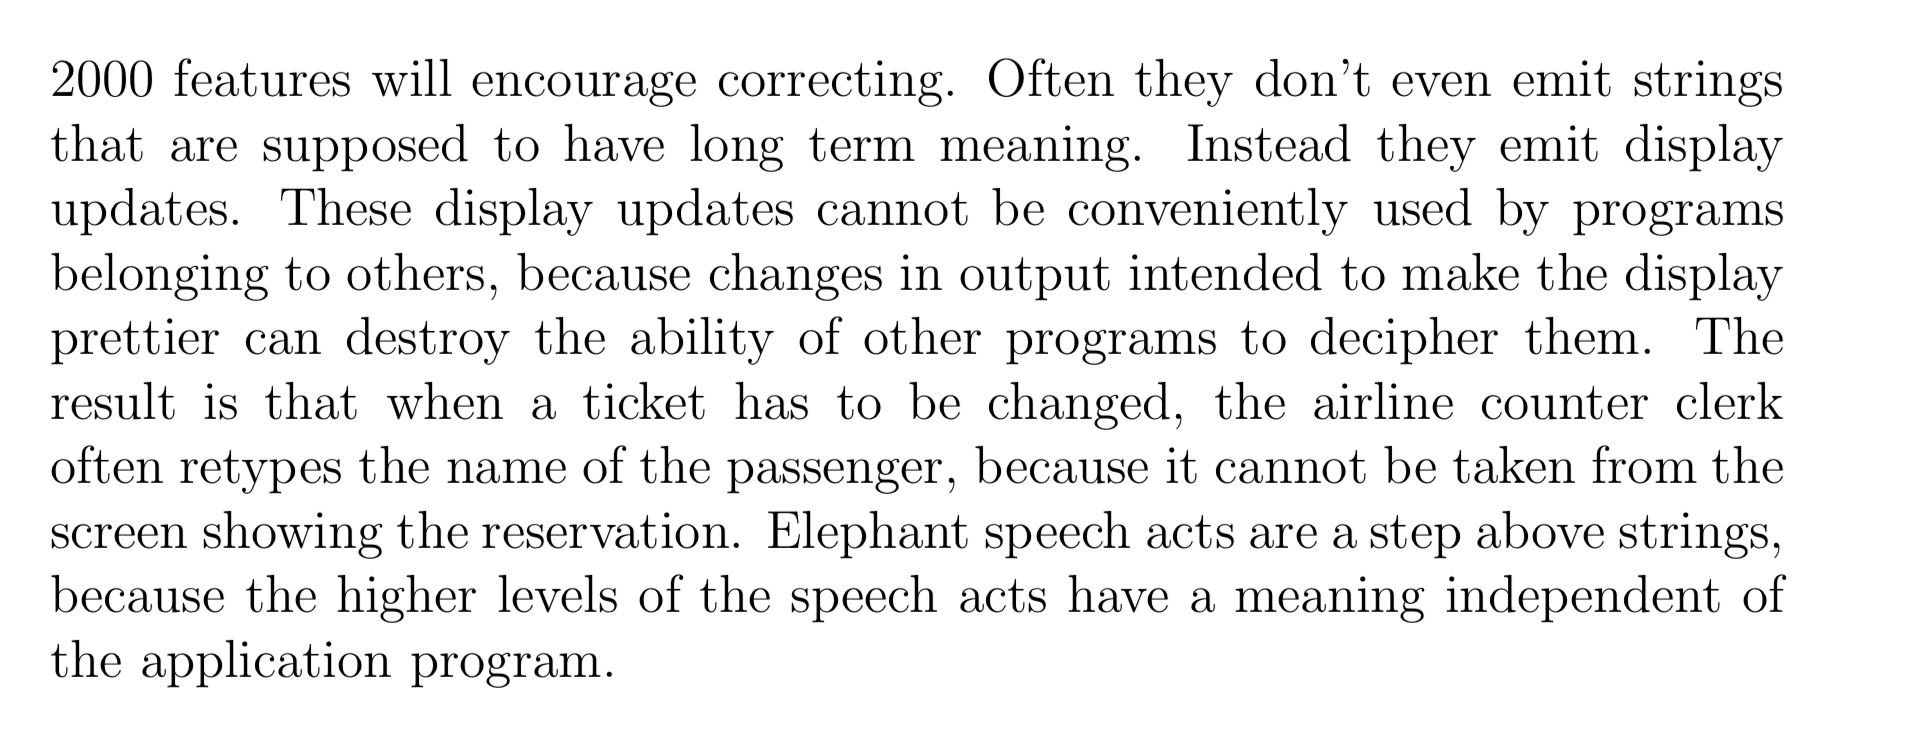 2000 features will encourage correcting. Often they don't even emit strings
that are supposed to have long term meaning. Instead they emit display
updates. These display updates cannot be conveniently used by programs
belonging to others, because changes in output intended to make the display
prettier can destroy the ability of other programs to decipher them. The
result is that when a ticket has to be changed, the airline counter clerk
often retypes the name of the passenger, because it cannot be taken from the
screen showing the reservation. Elephant speech acts are a step above strings,
because the higher levels of the speech acts have a meaning independent of
the application program.